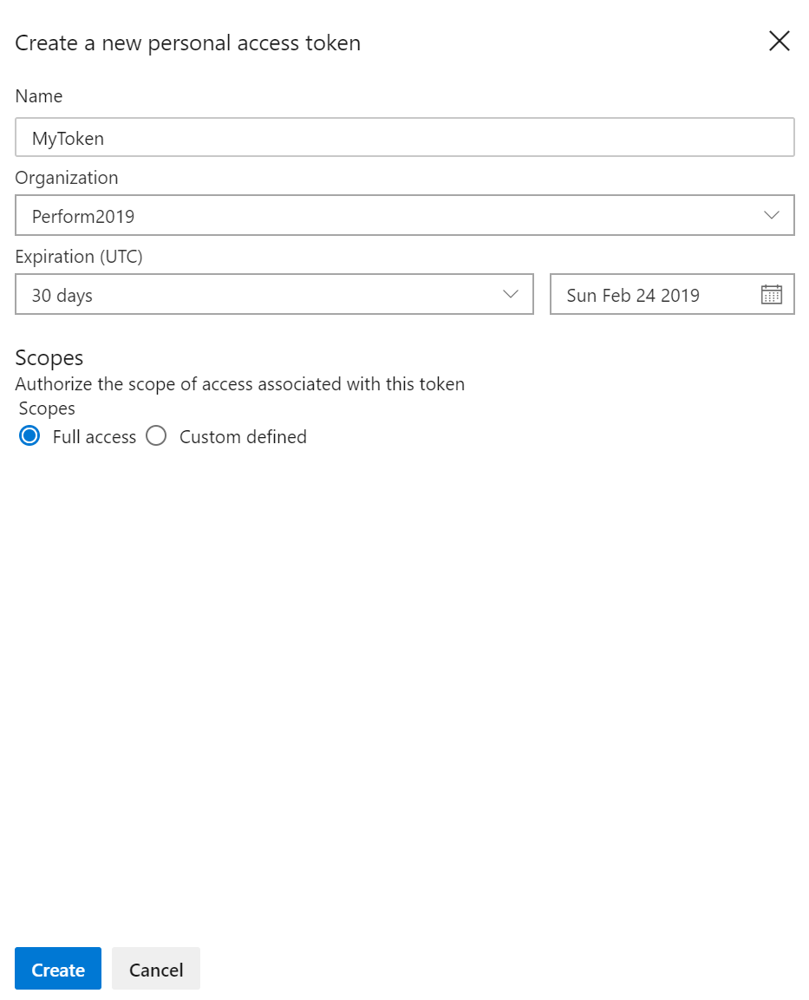 Create a new personal access token
Name
MyToken
Organization
Perform2019
Expiration (UTC)
30 days
Sun Feb 24 2019
Scopes
Authorize the scope of access associated with this token
Scopes
Full access Custom defined
Create Cancel